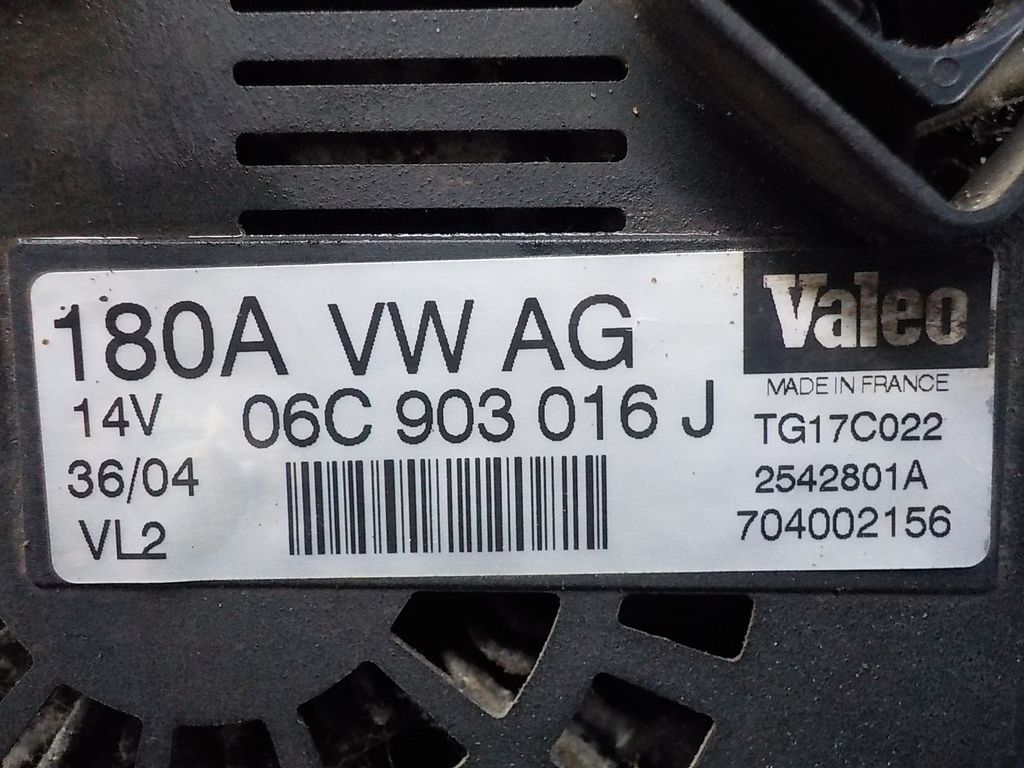 180A VW AG
14V 06C 903 016 J
36/04
VL2
Valeo
MADE IN FRANCE
TG17C022
2542801A
704002156